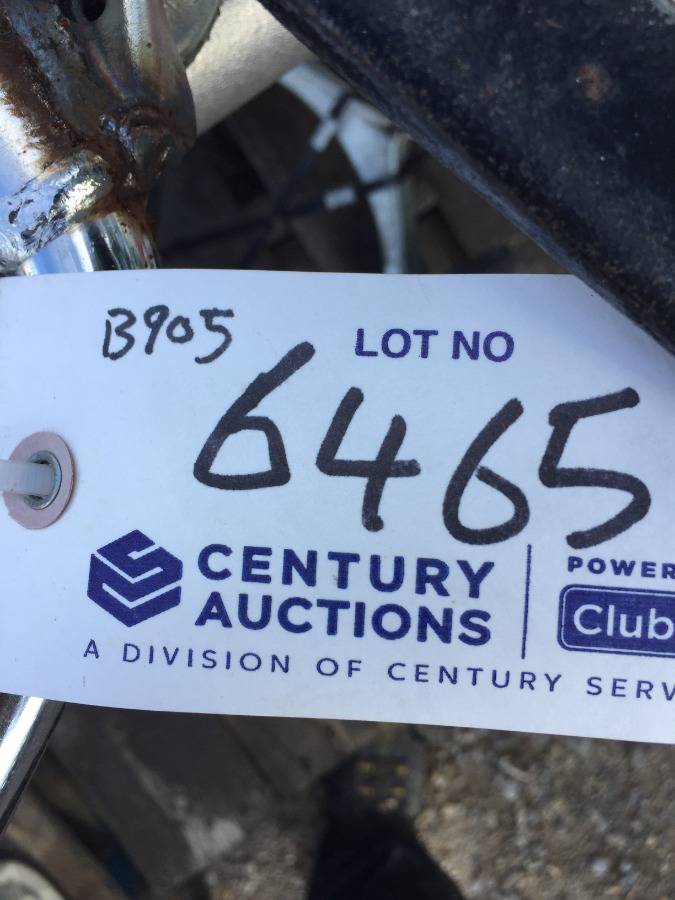 B905
LOT NO
6465
CENTURY
AUCTIONS
POWER
Club
A DIVISION OF CENTURY SERV